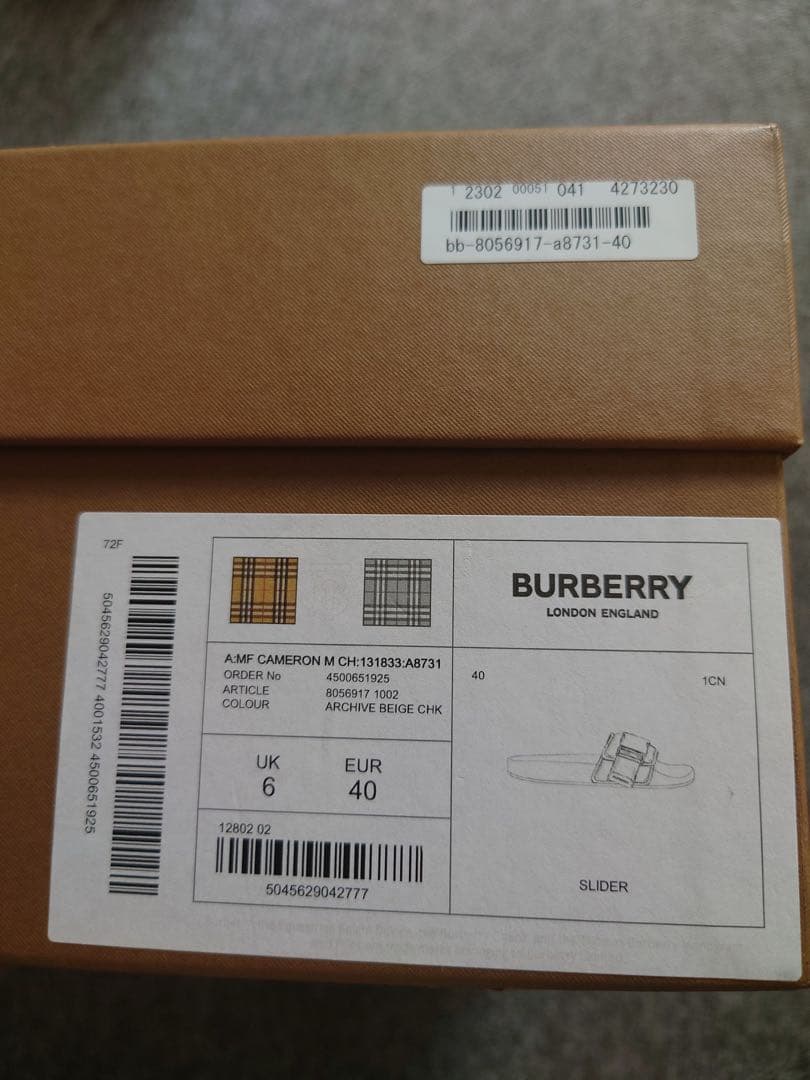 1 2302 00051 041 4273230
bb-8056917-a8731-40
72F
5045629042777 4001532 4500651925
BURBERRY
LONDON ENGLAND
A:MF CAMERON M CH:131833:A8731
ORDER No 4500651925
ARTICLE 8056917 1002
COLOUR ARCHIVE BEIGE CHK
UK EUR
6 40
12802 02
5045629042777
40 1CN
SLIDER